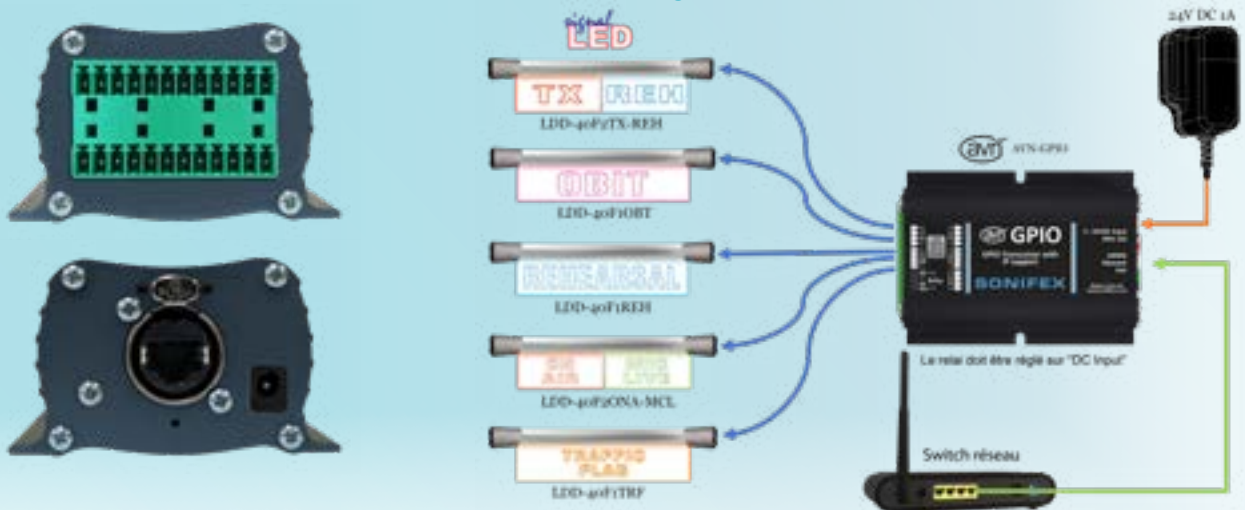 signal
LED
24V DC 1A
TX REH
LDD-40F2TX-REH
OBIT
LDD-40F1OBT
REHEARSAL
LDD-40F1REH
ON
AIR
MIC
LIVE
LDD-40F2ONA-MCL
TRAFFIC
FLAG
LDD-40F1TRF
avn AVN-GPIO
avn GPIO
SONIFEX
Le relai doit être réglé sur "DC Input"
Switch réseau